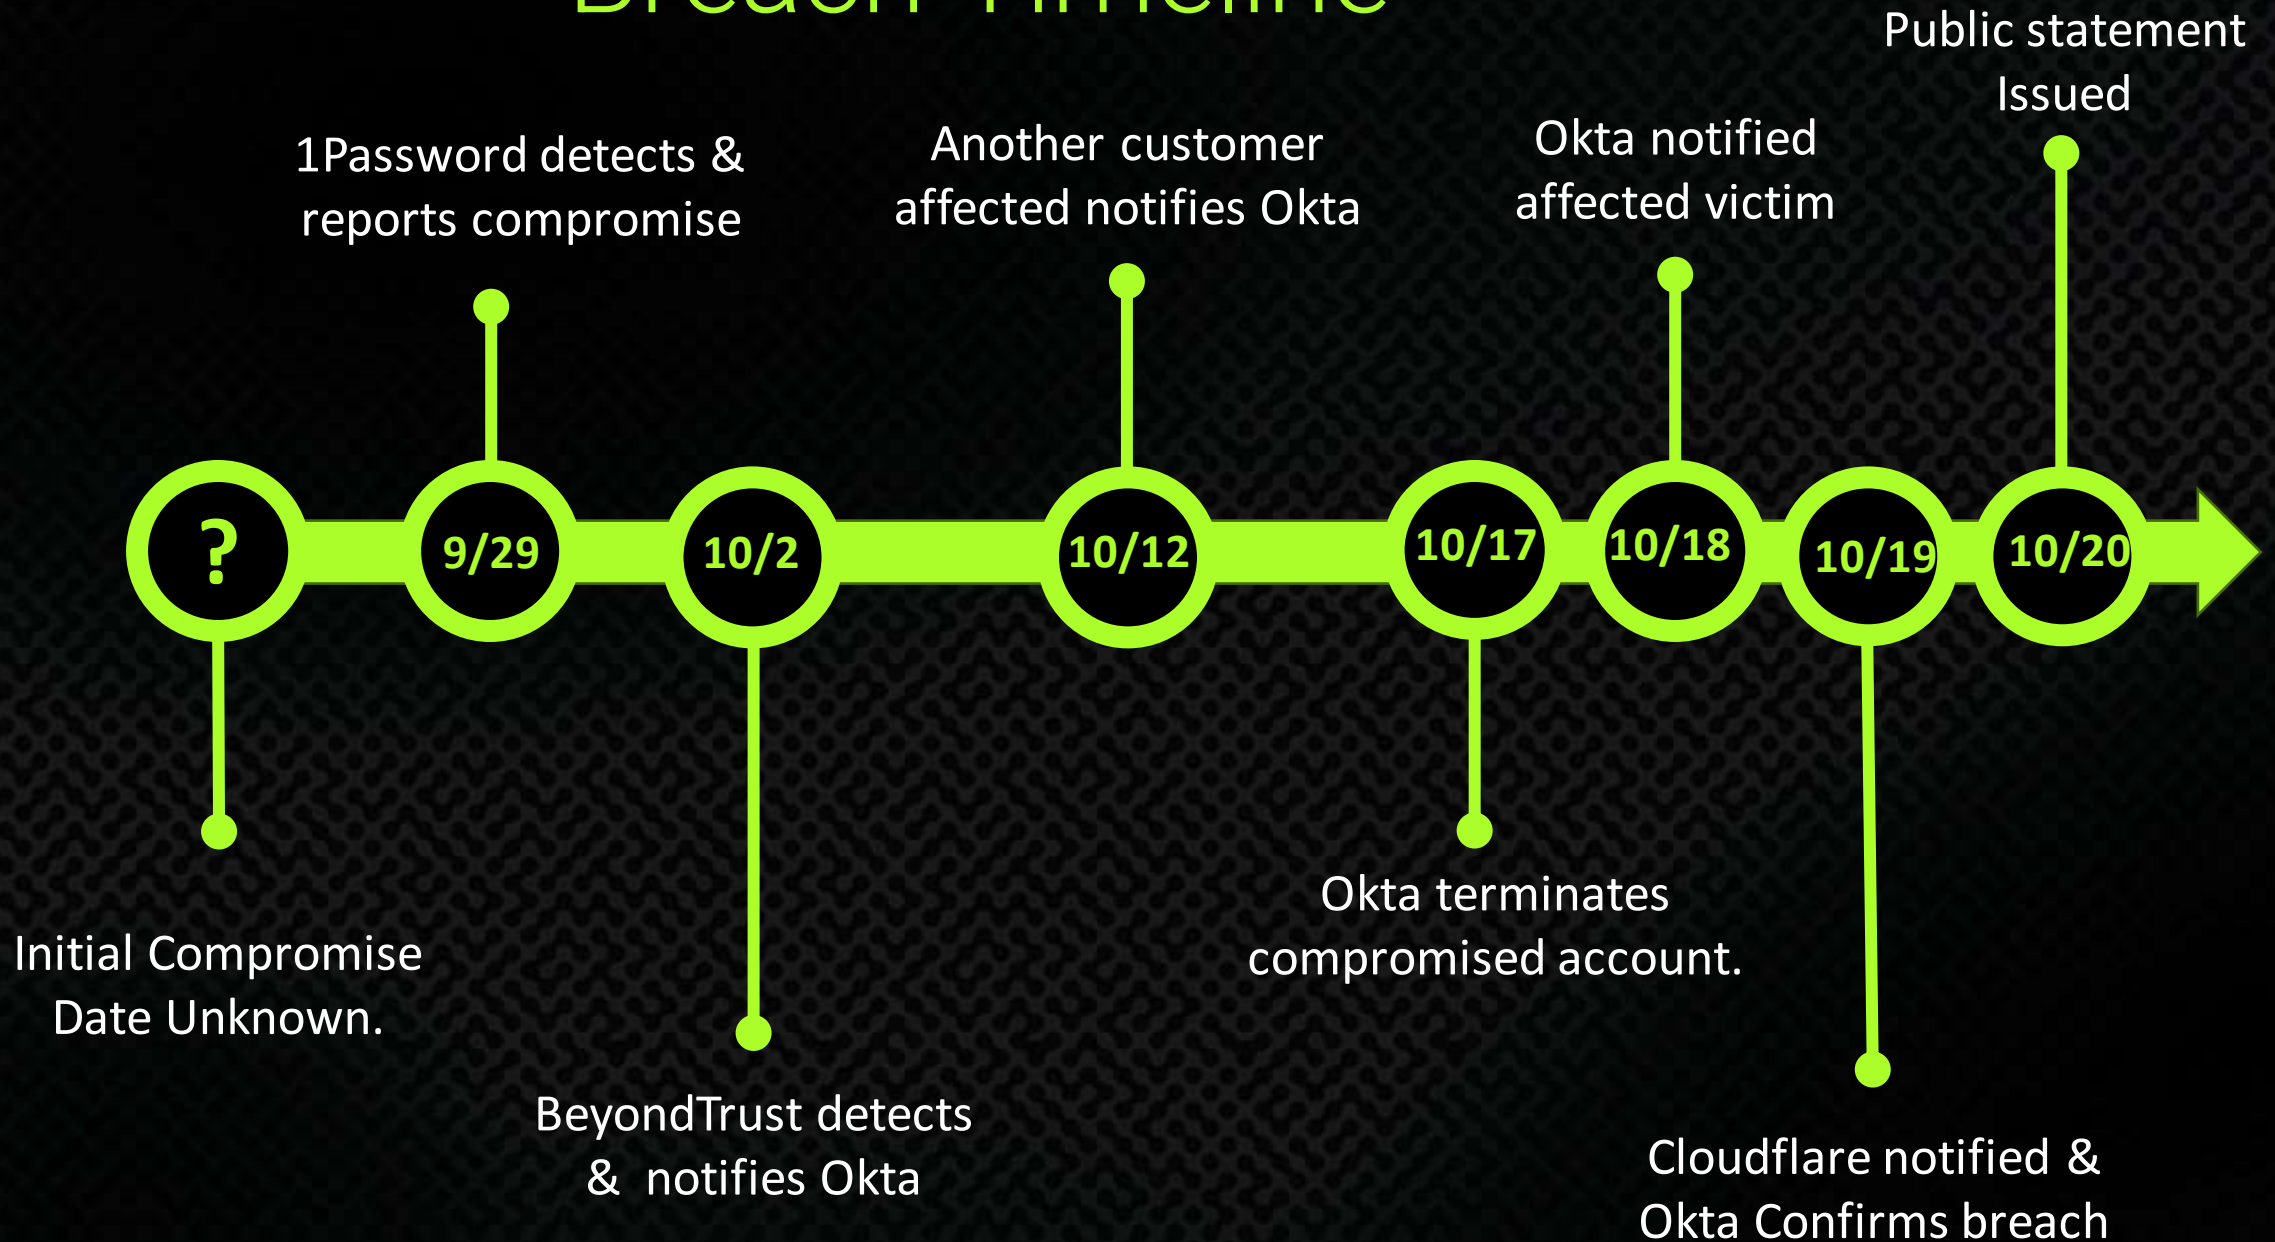 Breach Timeline
Public statement
Issued
1Password detects &
reports compromise
Another customer
affected notifies Okta
Okta notified
affected victim
?
9/29
10/2
10/12
10/17
10/18
10/19
10/20
Initial Compromise
Date Unknown.
Okta terminates
compromised account.
BeyondTrust detects
&  notifies Okta
Cloudflare notified &
Okta Confirms breach